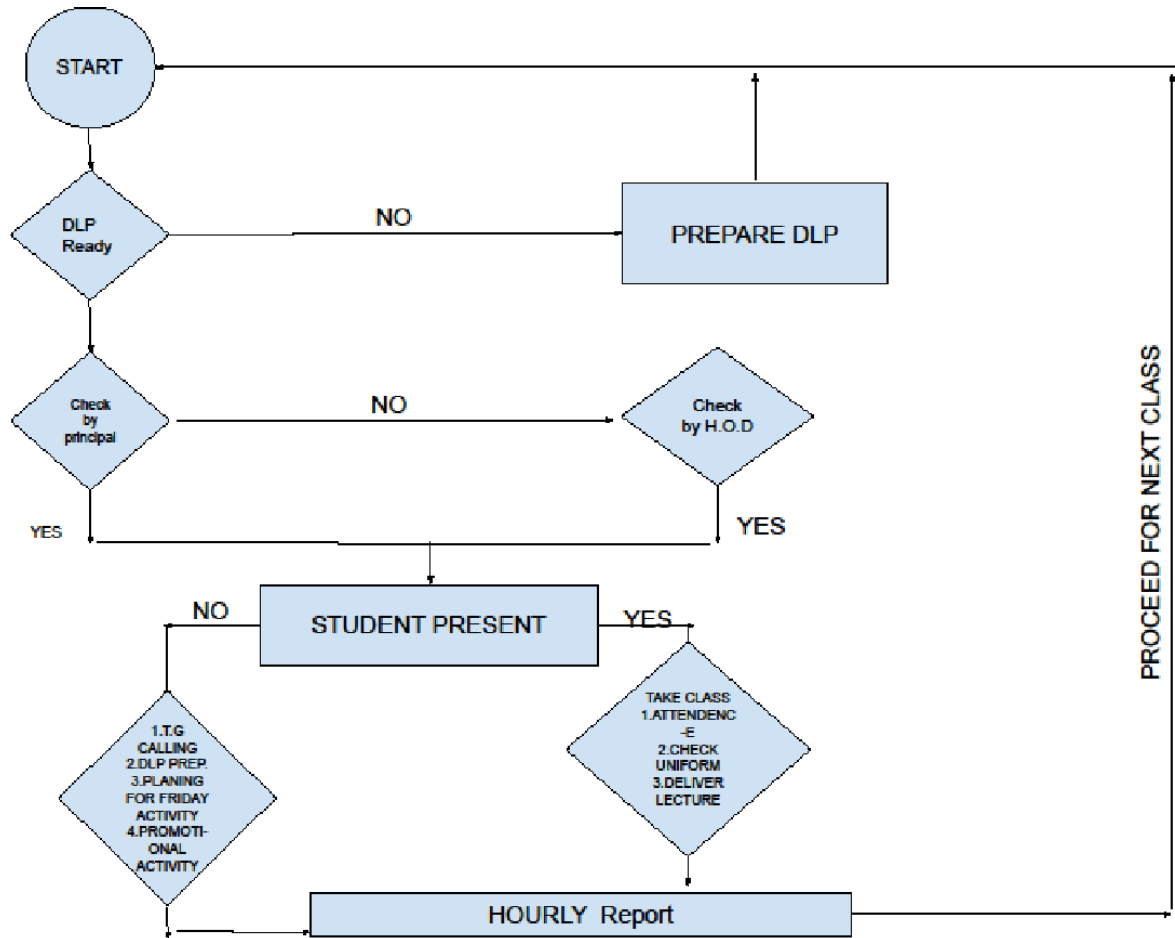 START
DLP
Ready
NO
PREPARE DLP
Check
by
principal
NO
Check
by H.O.D
YES
YES
NO
STUDENT PRESENT
YES
1.T.G
CALLING
2.DLP PREP.
3.PLANING
FOR FRIDAY
ACTIVITY
4.PROMOTI-
ONAL
ACTIVITY
TAKE CLASS
1.ATTENDENC
-E
2.CHECK
UNIFORM
3.DELIVER
LECTURE
HOURLY Report
PROCEED FOR NEXT CLASS